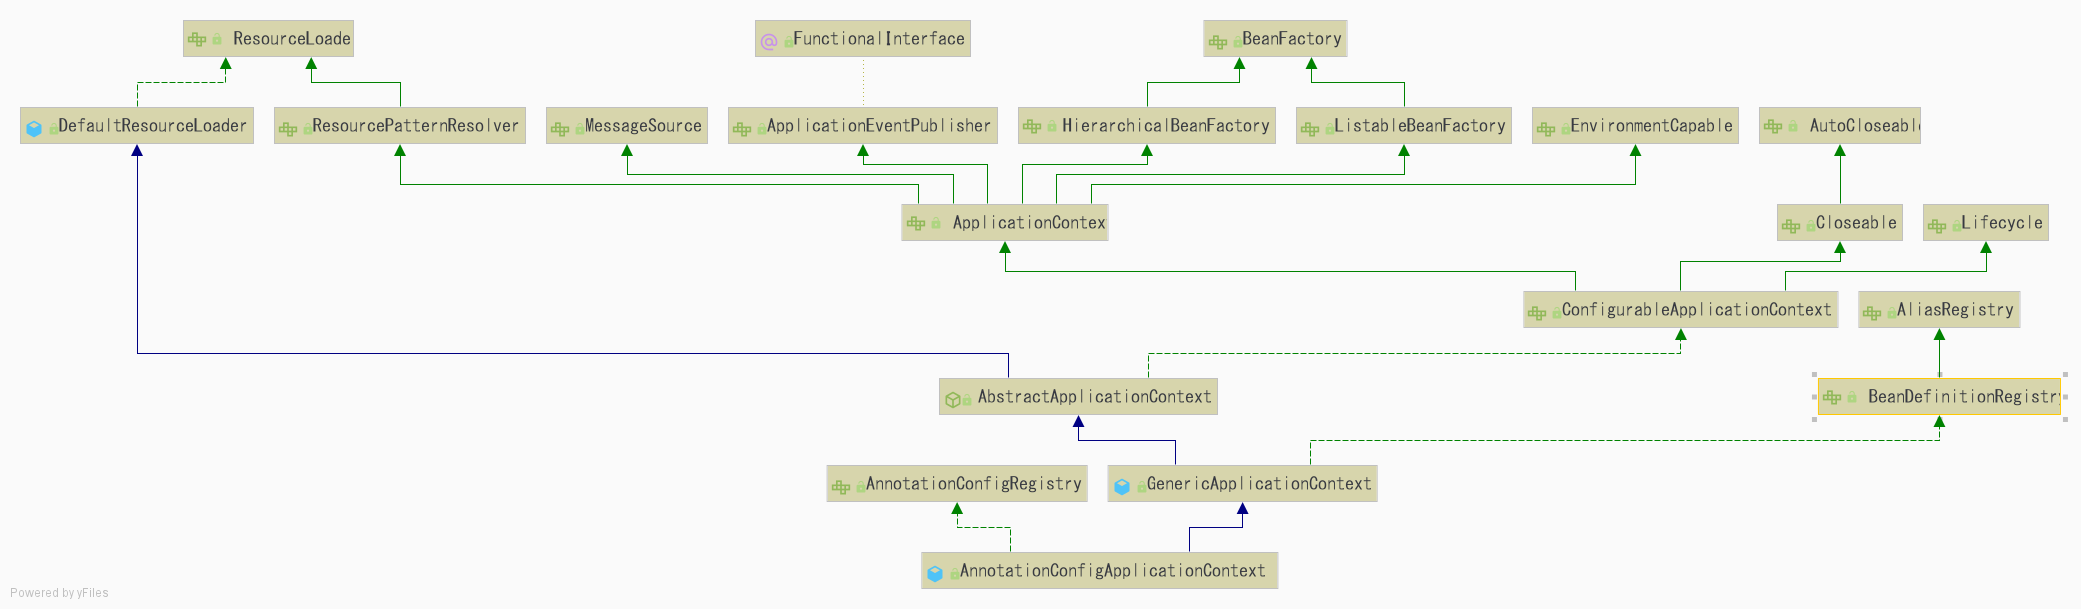 ResourceLoade
@ FunctionalInterface
BeanFactory
DefaultResourceLoader
ResourcePatternResolver
MessageSource
ApplicationEventPublisher
HierarchicalBeanFactory
ListableBeanFactory
EnvironmentCapable
AutoCloseabl
ApplicationContex
Closeable
Lifecycle
ConfigurableApplicationContext
AliasRegistry
AbstractApplicationContext
BeanDefinitionRegistry
AnnotationConfigRegistry
GenericApplicationContext
AnnotationConfigApplicationContext
Powered by yFiles